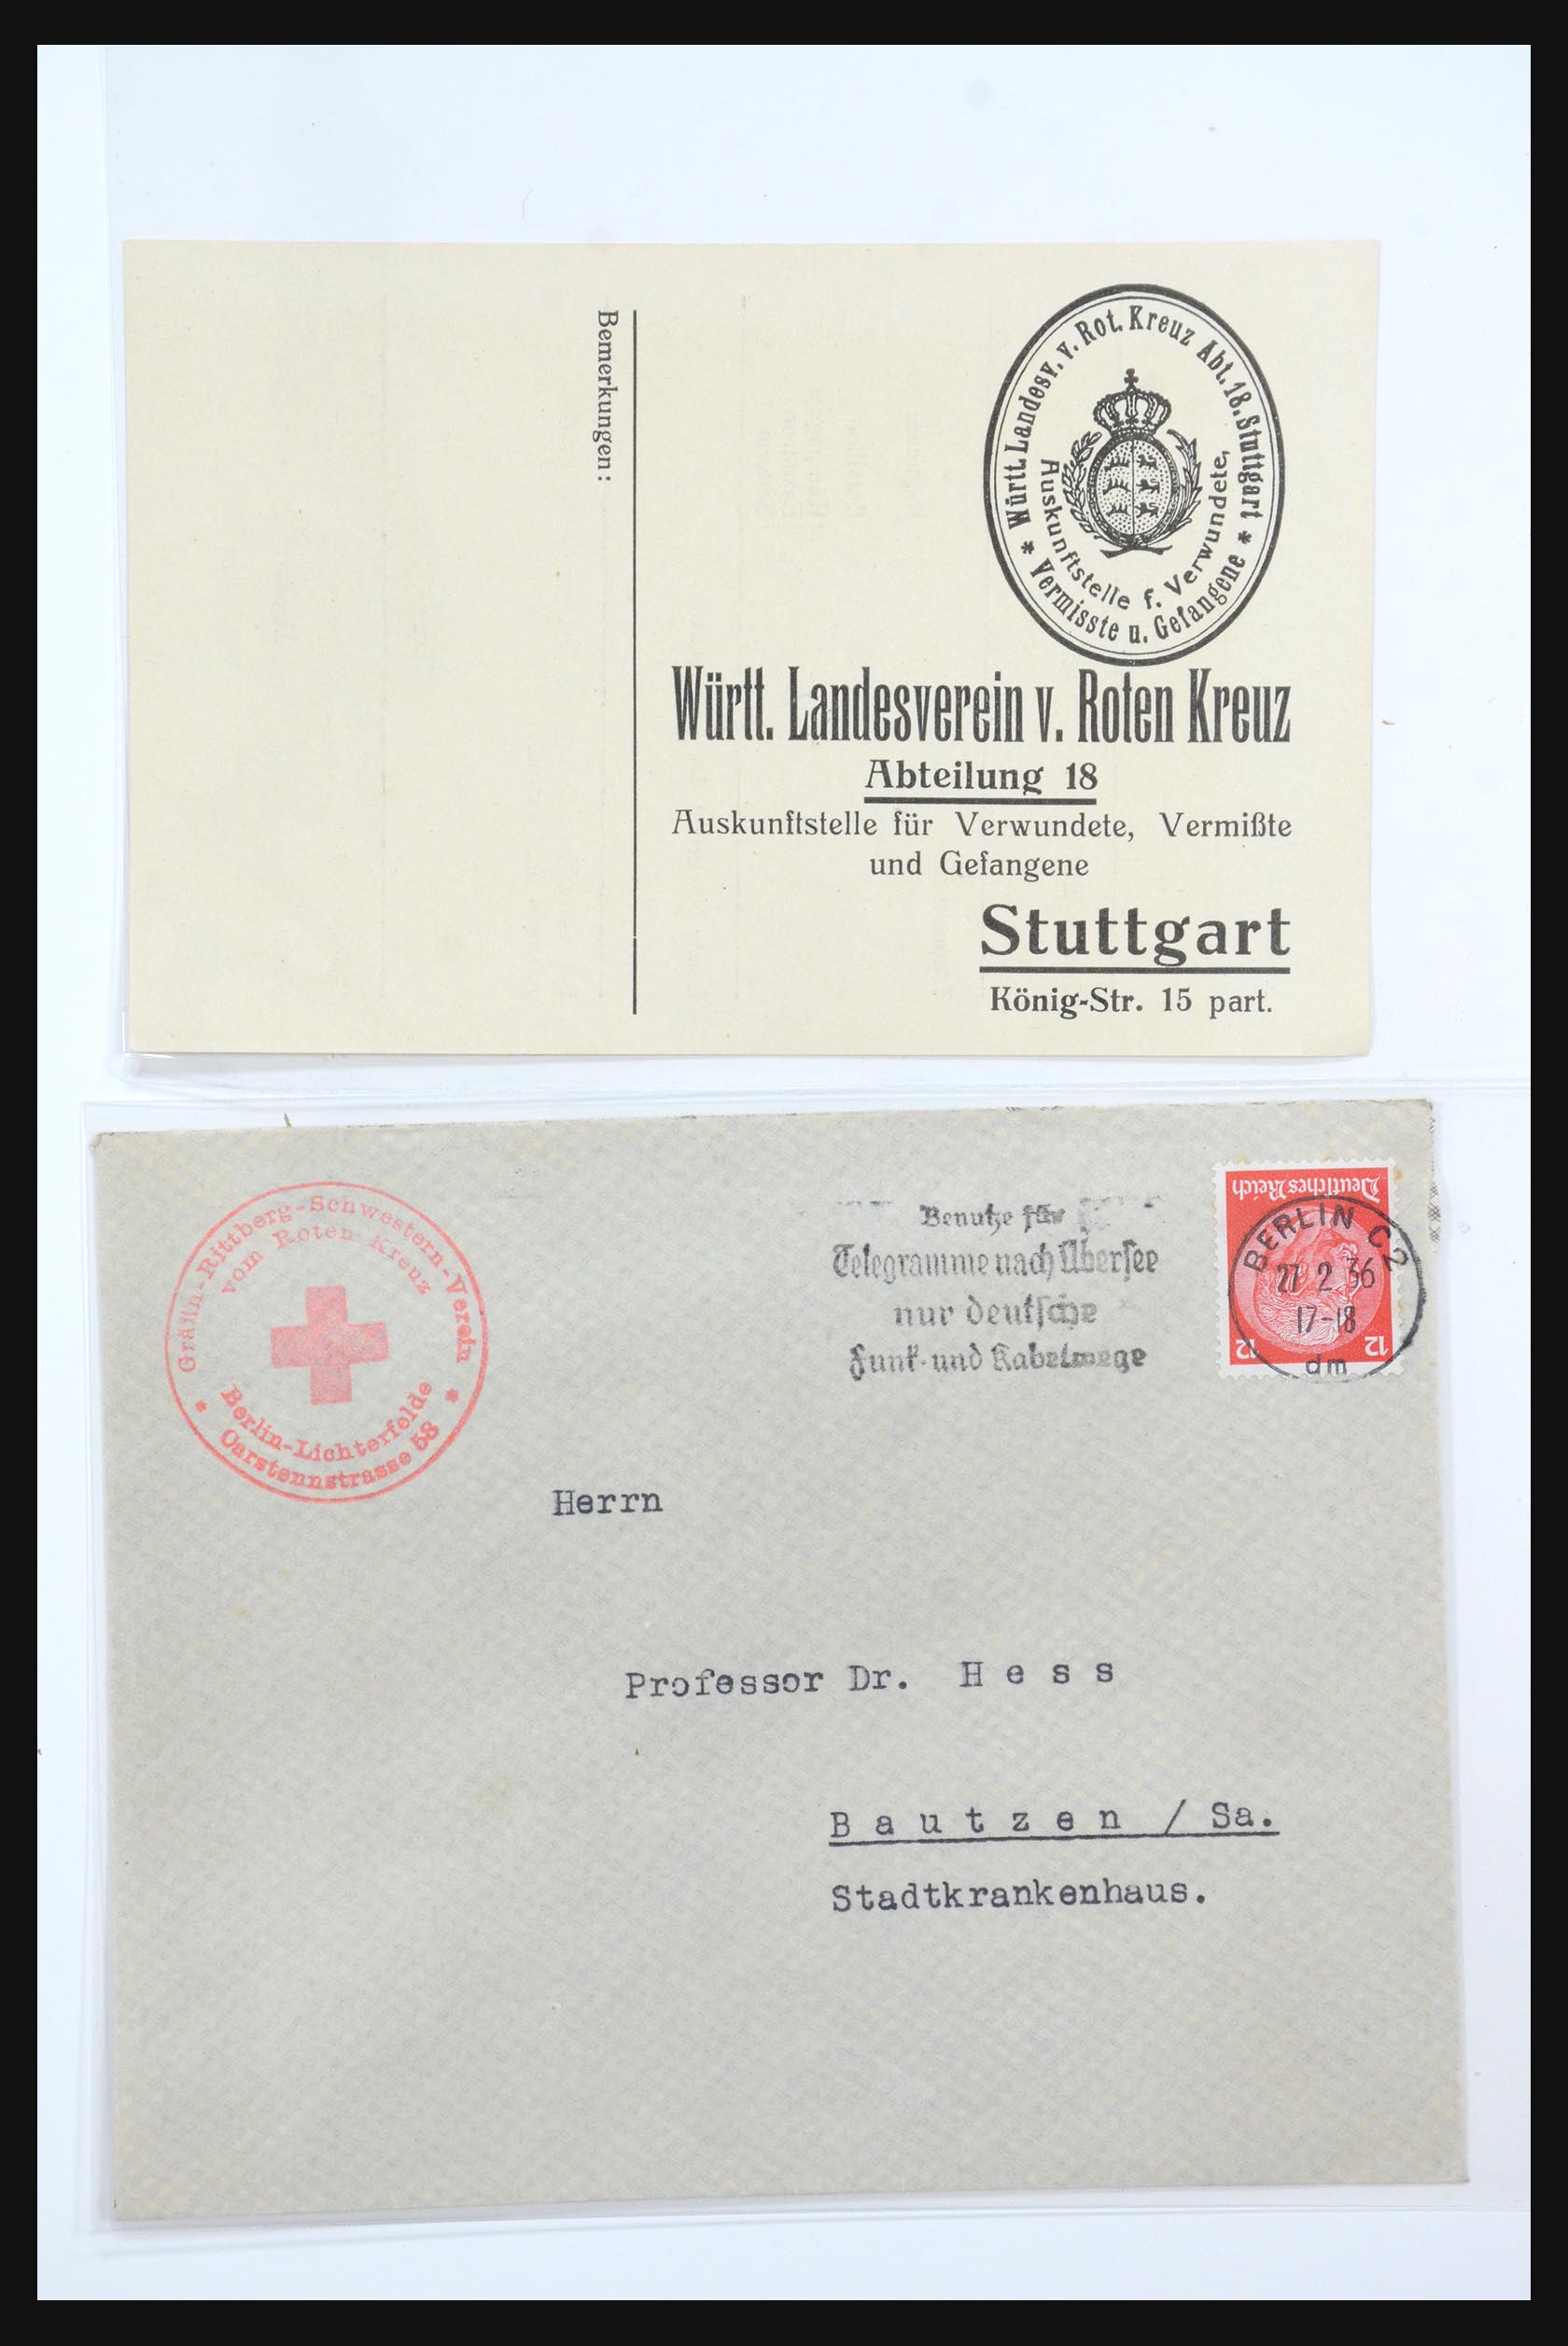 Bemerkungen:
* Württ. Landesv. v. Rot. Kreuz Abt. 18. Stuttgart *
Auskunftstelle f. Verwundete,
Vermisste u. Gefangene
Württ. Landesverein v. Roten Kreuz
Abteilung 18
Auskunftstelle für Verwundete, Vermißte
und Gefangene
Stuttgart
König-Str. 15 part.
Gräfin-Rittberg-Schwestern-Verein
vom Roten Kreuz
Berlin-Lichterfelde
* Carstennstrasse 58 *
Benutze für
Telegramme nach Übersee
nur deutsche
Funk- und Kabelwege
Deutsches Reich
12 12
BERLIN C2
27 2 36
17-18
dm
Herrn
Professor Dr. Hess
Bautzen / Sa.
Stadtkrankenhaus.